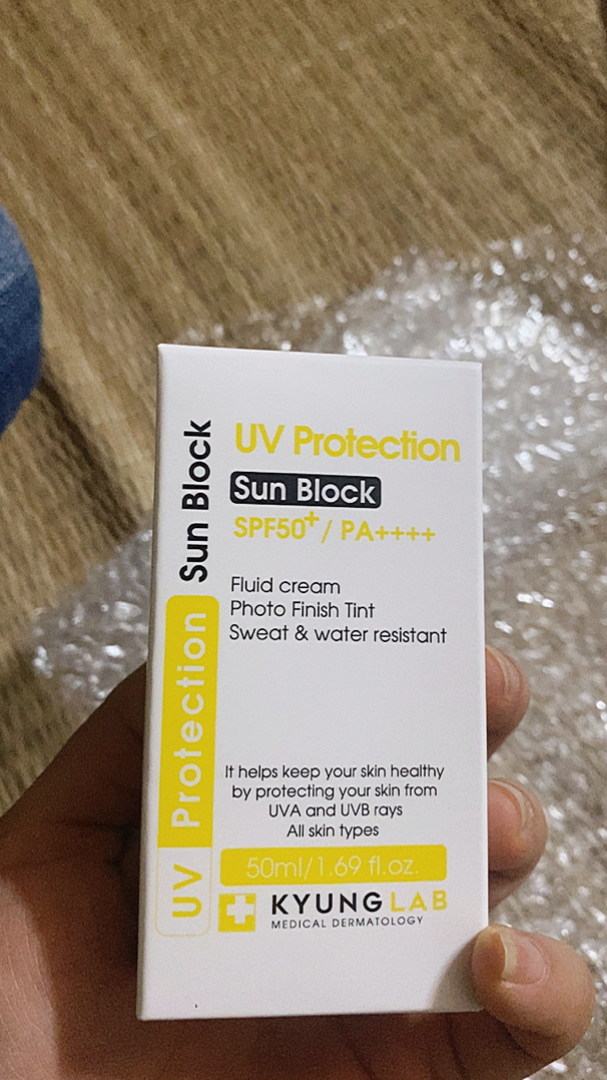 UV Protection
Sun Block
SPF50+/ PA++++
Fluid cream
Photo Finish Tint
Sweat & water resistant
It helps keep your skin healthy
by protecting your skin from
UVA and UVB rays
All skin types
50ml/1.69 fl.oz.
KYUNG LAB
MEDICAL DERMATOLOGY
UV Protection Sun Block